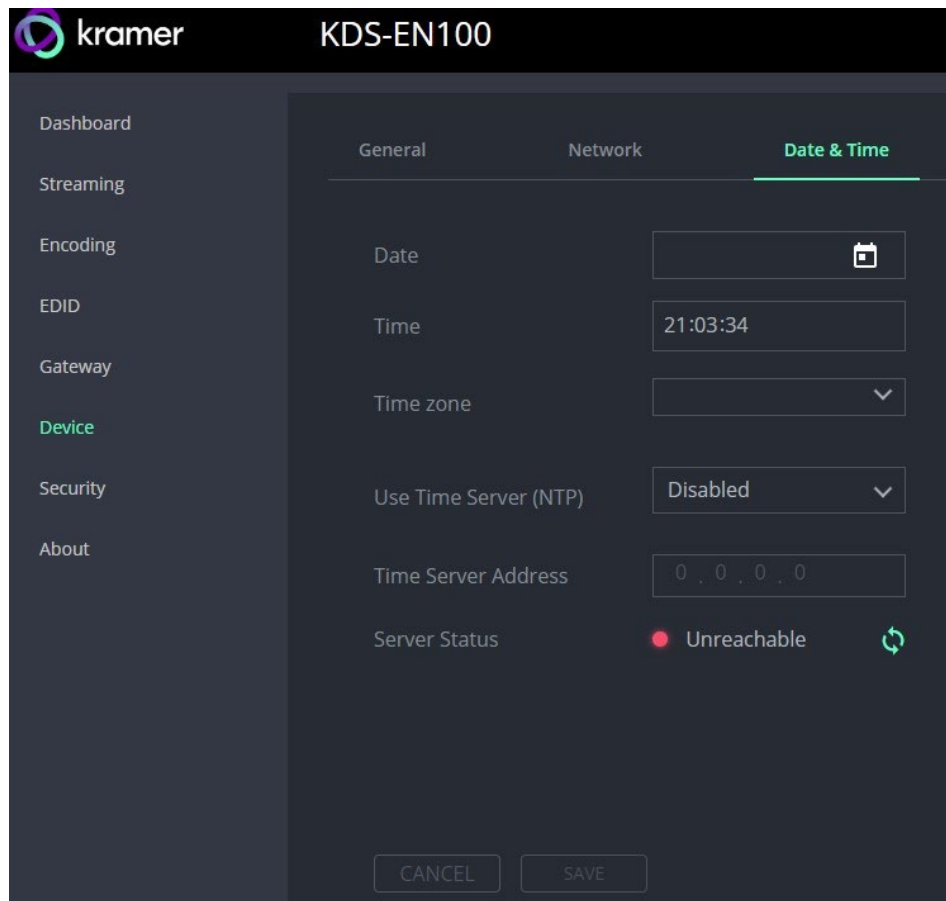 kramer
KDS-EN100
Dashboard
Streaming
Encoding
EDID
Gateway
Device
Security
About
General
Network
Date & Time
Date
Time
21:03:34
Time zone
Use Time Server (NTP)
Disabled
Time Server Address
0 . 0 . 0 . 0
Server Status
Unreachable
CANCEL
SAVE